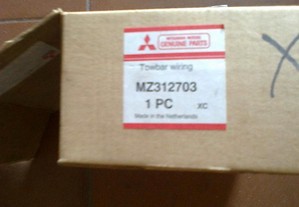 MITSUBISHI MOTORS
GENUINE PARTS
Towbar wiring
MZ312703
1 PC XC
Made in the Netherlands